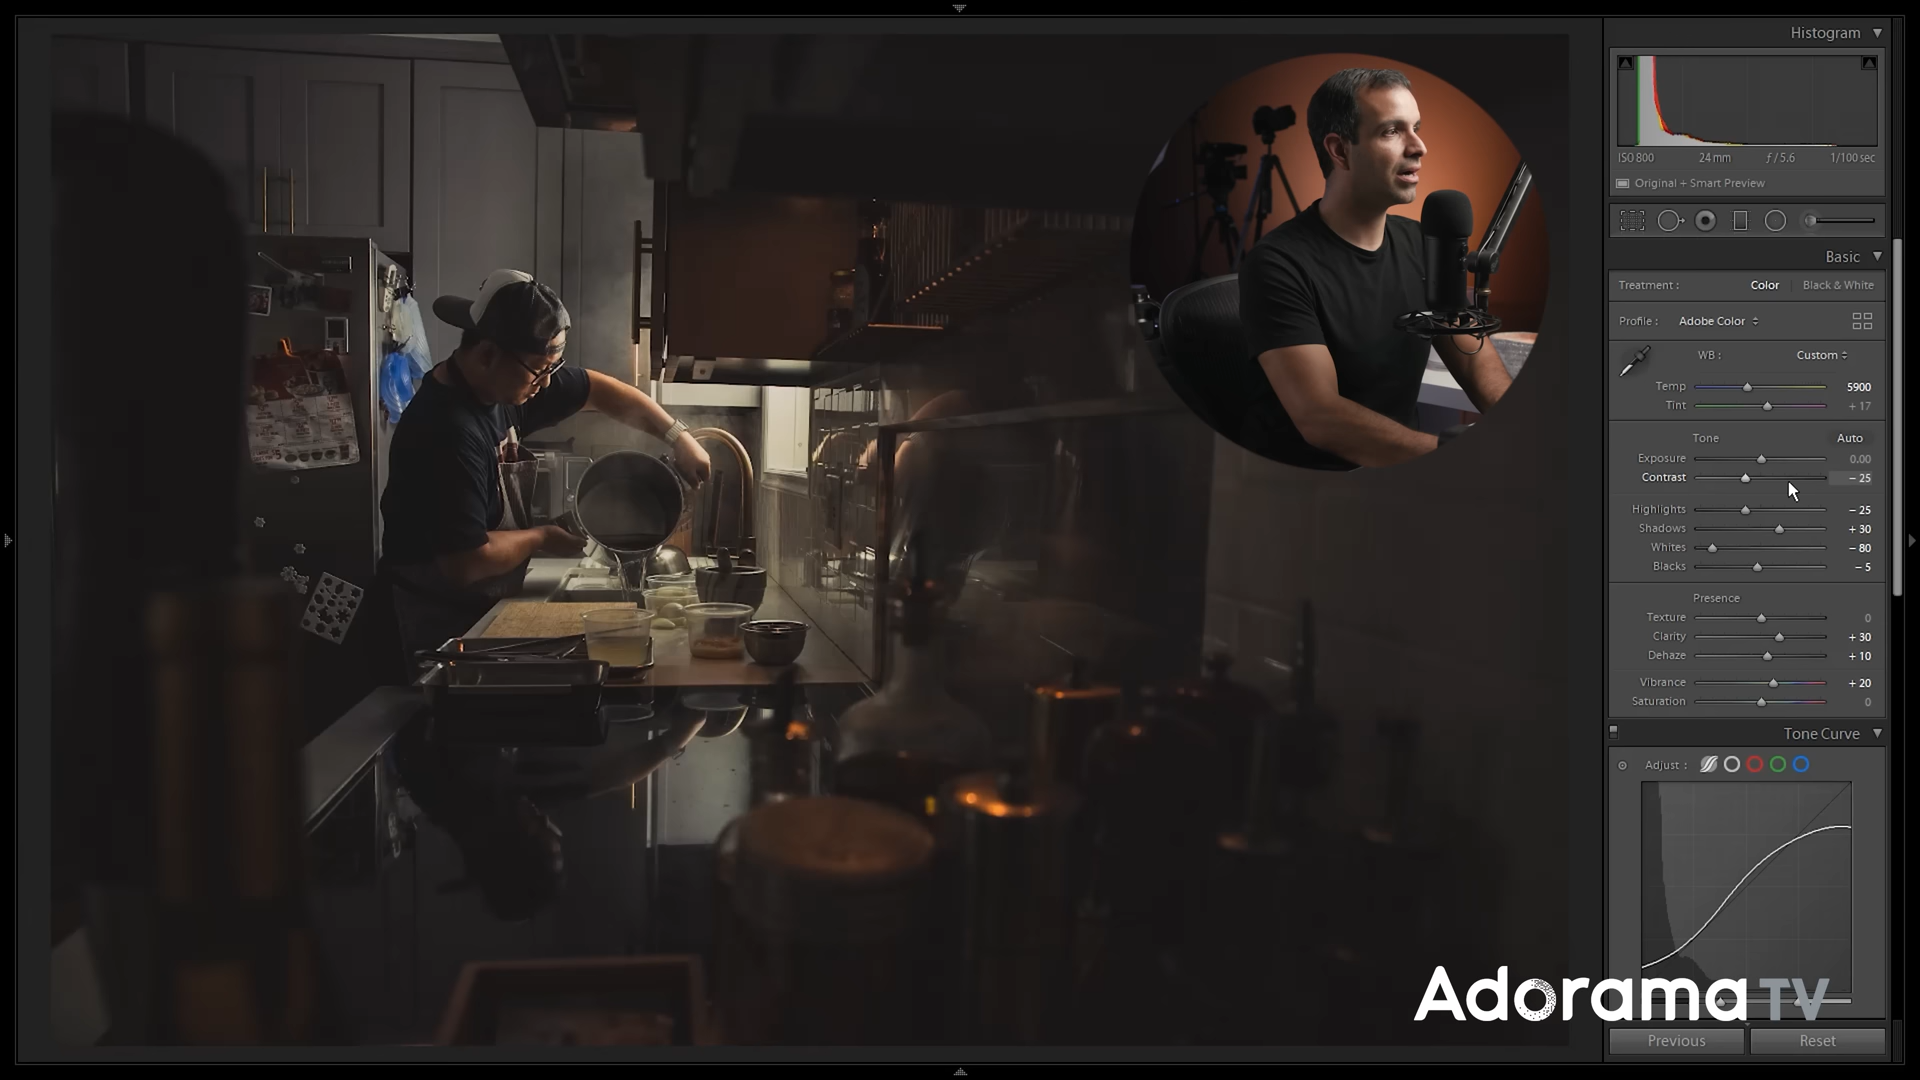 Histogram
ISO 800 24 mm ƒ / 5.6 1/100 sec
Original + Smart Preview
Basic
Treatment : Color Black & White
Profile : Adobe Color
WB : Custom
Temp 5900
Tint + 17
Tone Auto
Exposure 0.00
Contrast – 25
Highlights – 25
Shadows + 30
Whites – 80
Blacks – 5
Presence
Texture 0
Clarity + 30
Dehaze + 10
Vibrance + 20
Saturation 0
Tone Curve
Adjust :
Adorama TV
Previous Reset